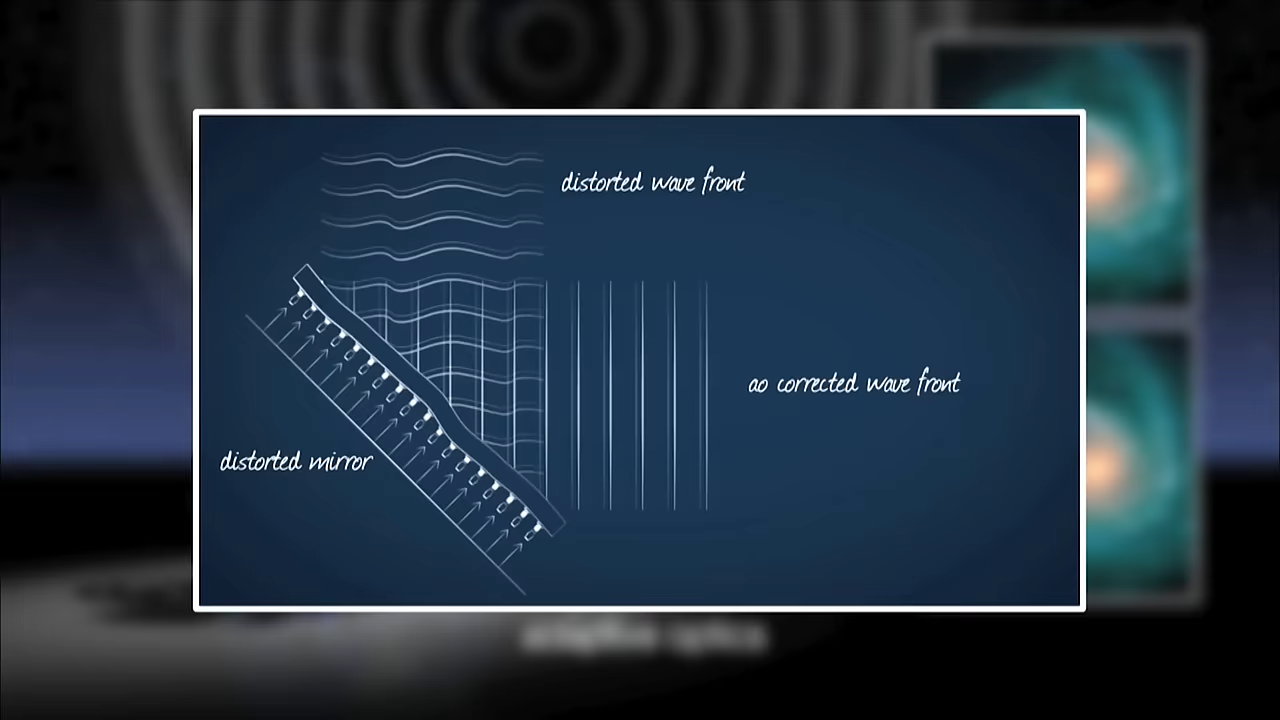 distorted wave front
ao corrected wave front
distorted mirror